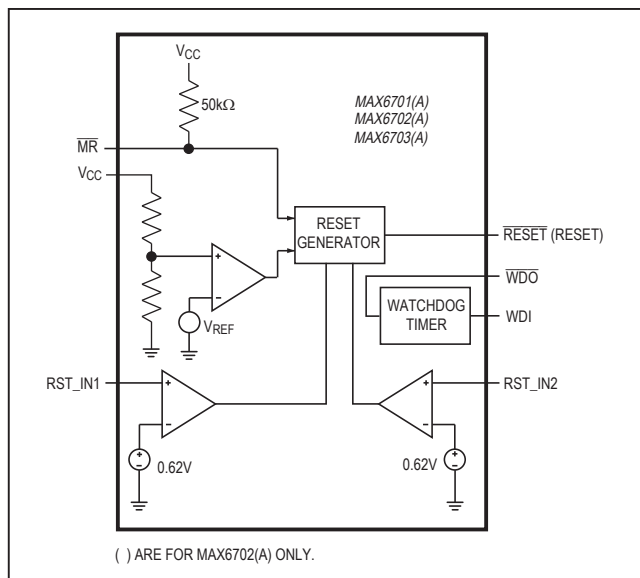 VCC
50kΩ
MAX6701(A)
MAX6702(A)
MAX6703(A)
MR
VCC
RESET
GENERATOR
RESET (RESET)
+
−
VREF
WDO
WATCHDOG
TIMER
WDI
RST_IN1
+
−
+
−
RST_IN2
+
−
0.62V
+
−
0.62V
( ) ARE FOR MAX6702(A) ONLY.